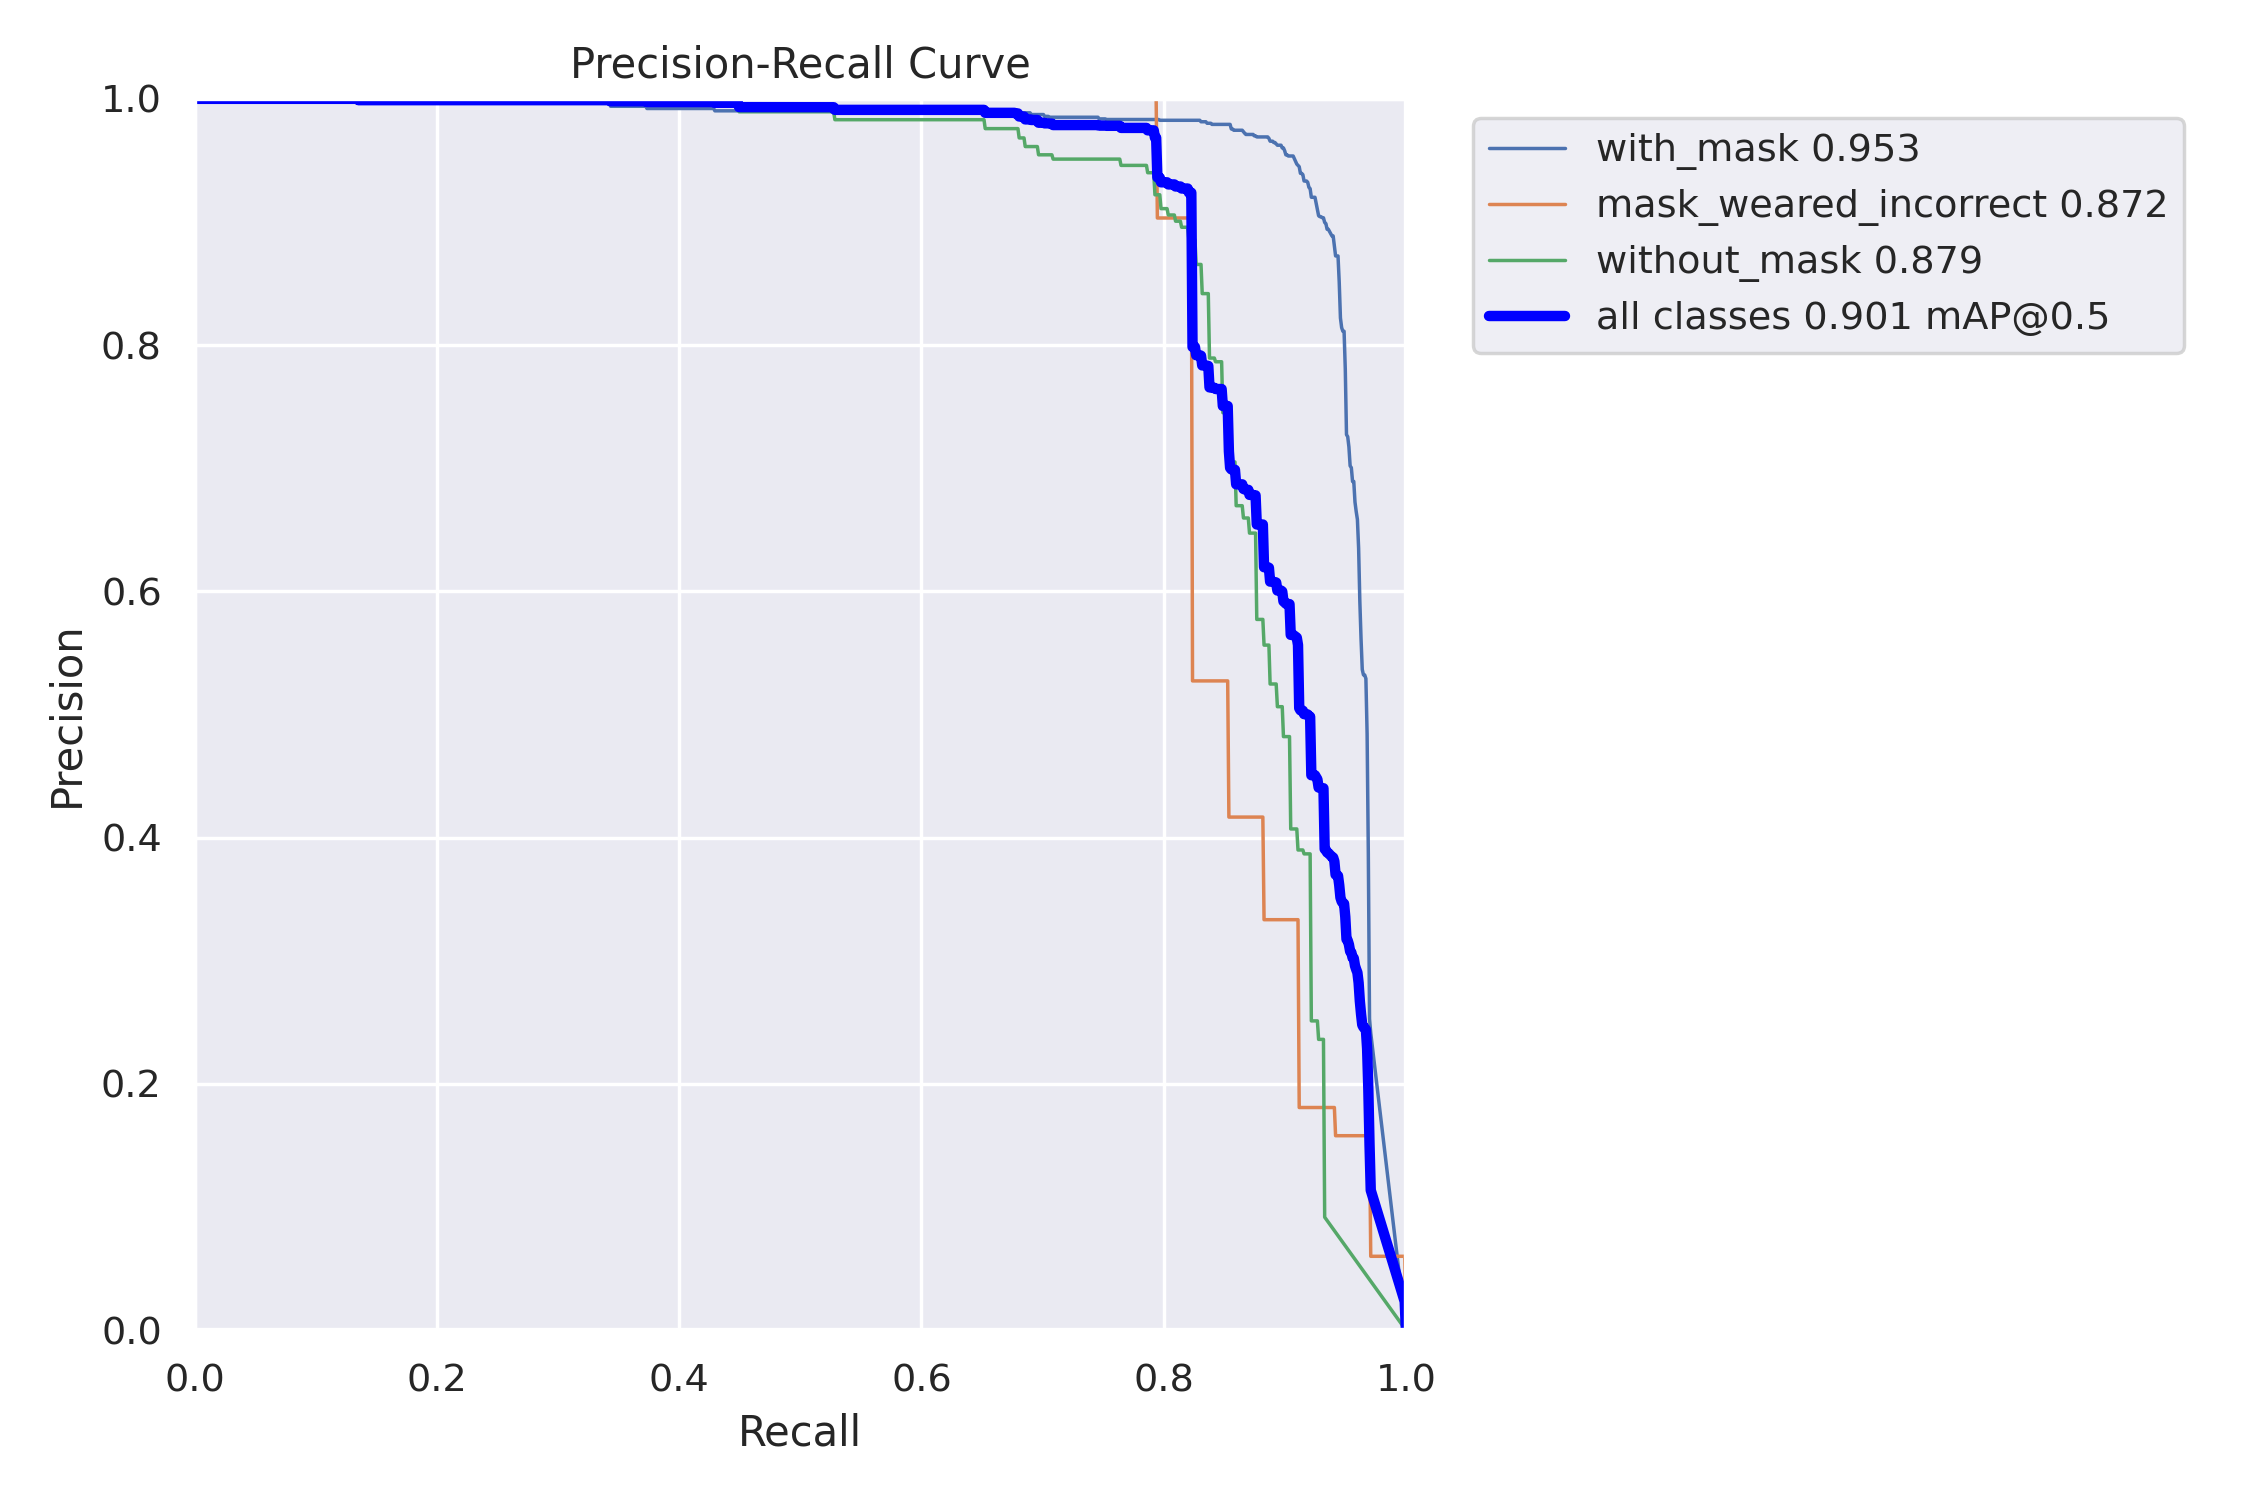 Precision-Recall Curve
1.0
0.8
0.6
0.4
0.2
0.0
Precision
0.0 0.2 0.4 0.6 0.8 1.0
Recall
with_mask 0.953
mask_weared_incorrect 0.872
without_mask 0.879
all classes 0.901 mAP@0.5